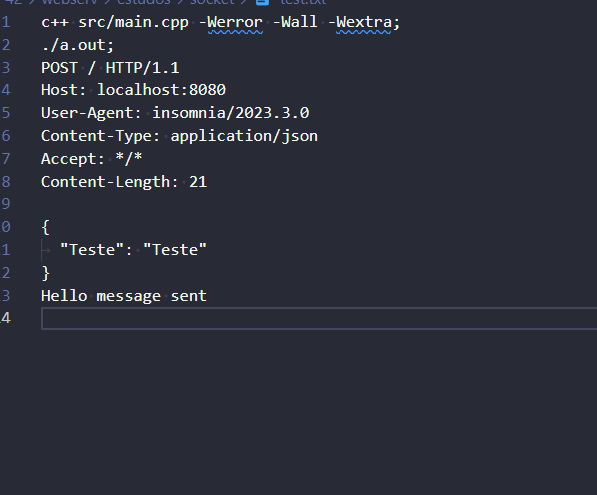 42 > webserv > estudos > socket > test.txt
1 c++ src/main.cpp -Werror -Wall -Wextra;
2 ./a.out;
3 POST / HTTP/1.1
4 Host: localhost:8080
5 User-Agent: insomnia/2023.3.0
6 Content-Type: application/json
7 Accept: */*
8 Content-Length: 21
9
0 {
1 "Teste": "Teste"
2 }
3 Hello message sent
4